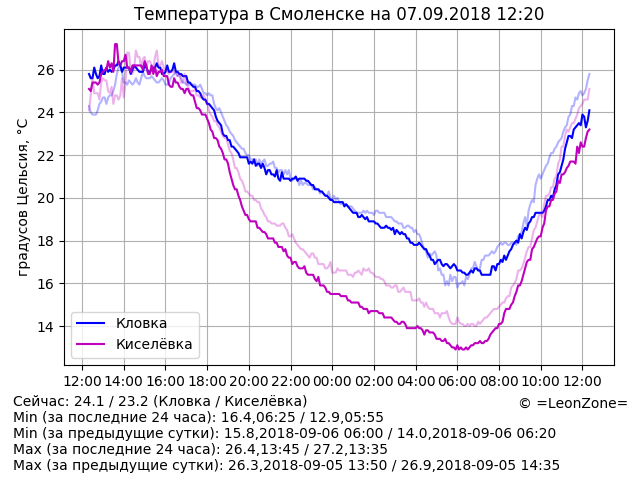 Температура в Смоленске на 07.09.2018 12:20
градусов Цельсия, °C
26
24
22
20
18
16
14
Кловка
Киселёвка
12:00 14:00 16:00 18:00 20:00 22:00 00:00 02:00 04:00 06:00 08:00 10:00 12:00
Сейчас: 24.1 / 23.2 (Кловка / Киселёвка)
© =LeonZone=
Min (за последние 24 часа): 16.4,06:25 / 12.9,05:55
Min (за предыдущие сутки): 15.8,2018-09-06 06:00 / 14.0,2018-09-06 06:20
Max (за последние 24 часа): 26.4,13:45 / 27.2,13:35
Max (за предыдущие сутки): 26.3,2018-09-05 13:50 / 26.9,2018-09-05 14:35